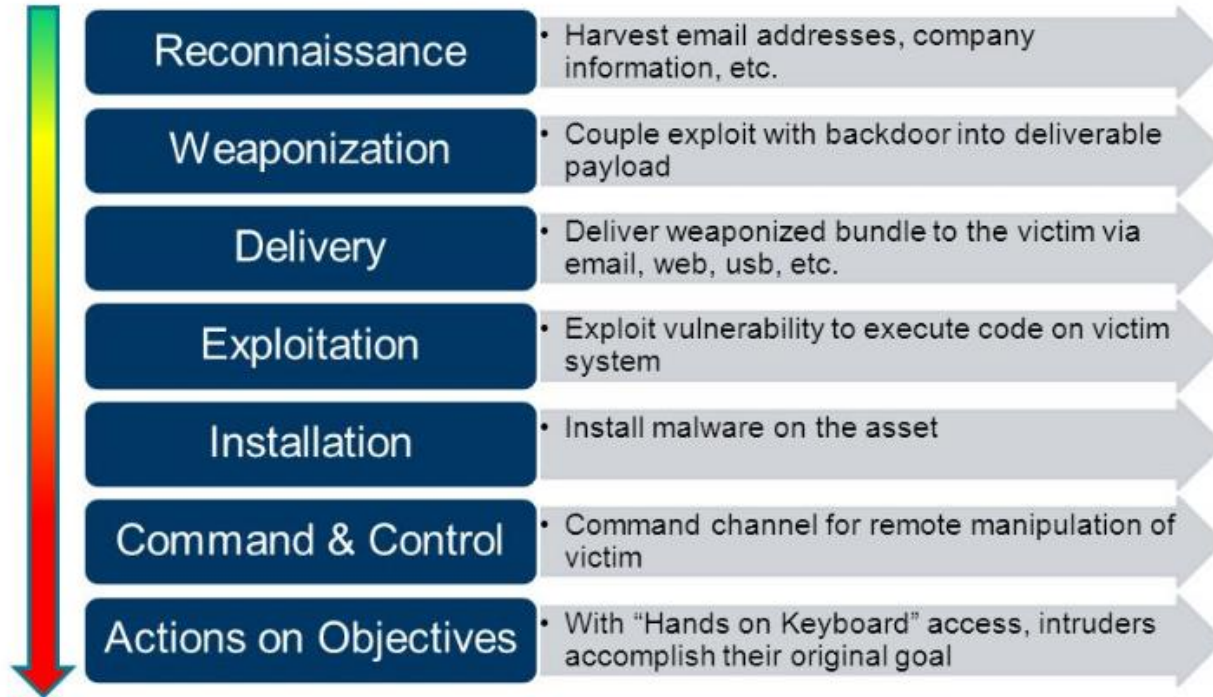 Reconnaissance
• Harvest email addresses, company
information, etc.
Weaponization
• Couple exploit with backdoor into deliverable
payload
Delivery
• Deliver weaponized bundle to the victim via
email, web, usb, etc.
Exploitation
• Exploit vulnerability to execute code on victim
system
Installation
• Install malware on the asset
Command & Control
• Command channel for remote manipulation of
victim
Actions on Objectives
• With “Hands on Keyboard” access, intruders
accomplish their original goal